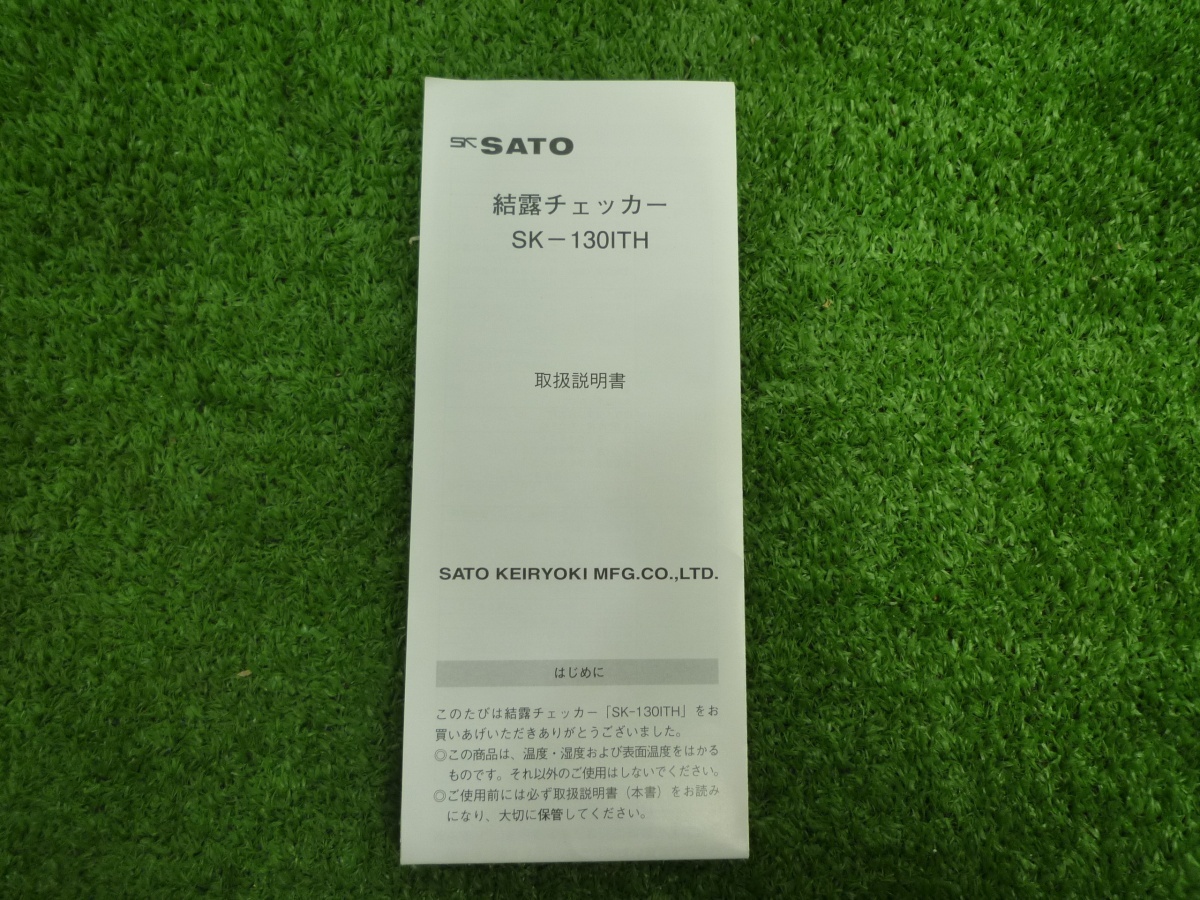 SK SATO
結露チェッカー
SK－130ITH
取扱説明書
SATO KEIRYOKI MFG.CO.,LTD.
はじめに
このたびは結露チェッカー「SK-130ITH」をお
買いあげいただきありがとうございました。
◎この商品は、温度・湿度および表面温度をはかる
ものです。それ以外のご使用はしないでください。
◎ご使用前には必ず取扱説明書（本書）をお読み
になり、大切に保管してください。